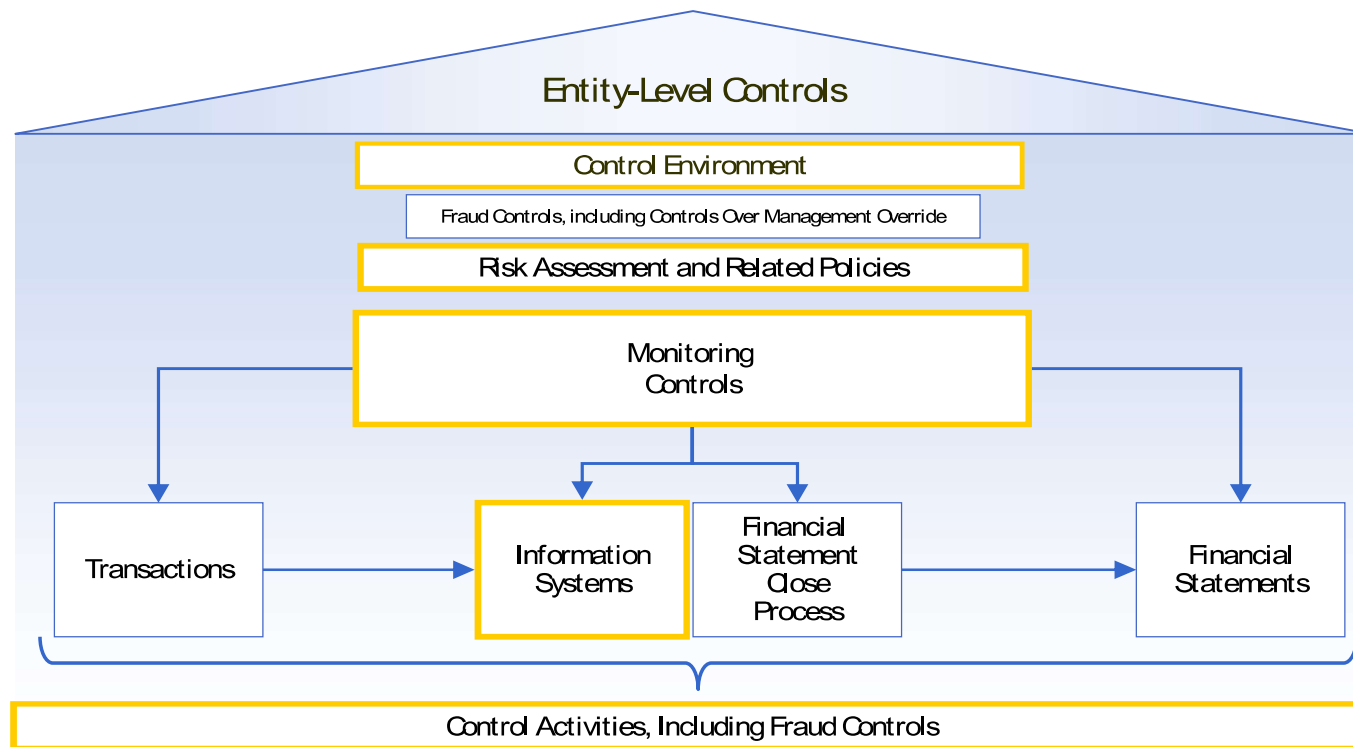 Entity-Level Controls
Control Environment
Fraud Controls, including Controls Over Management Override
Risk Assessment and Related Policies
Monitoring
Controls
Transactions
Information
Systems
Financial
Statement
Close
Process
Financial
Statements
Control Activities, Including Fraud Controls